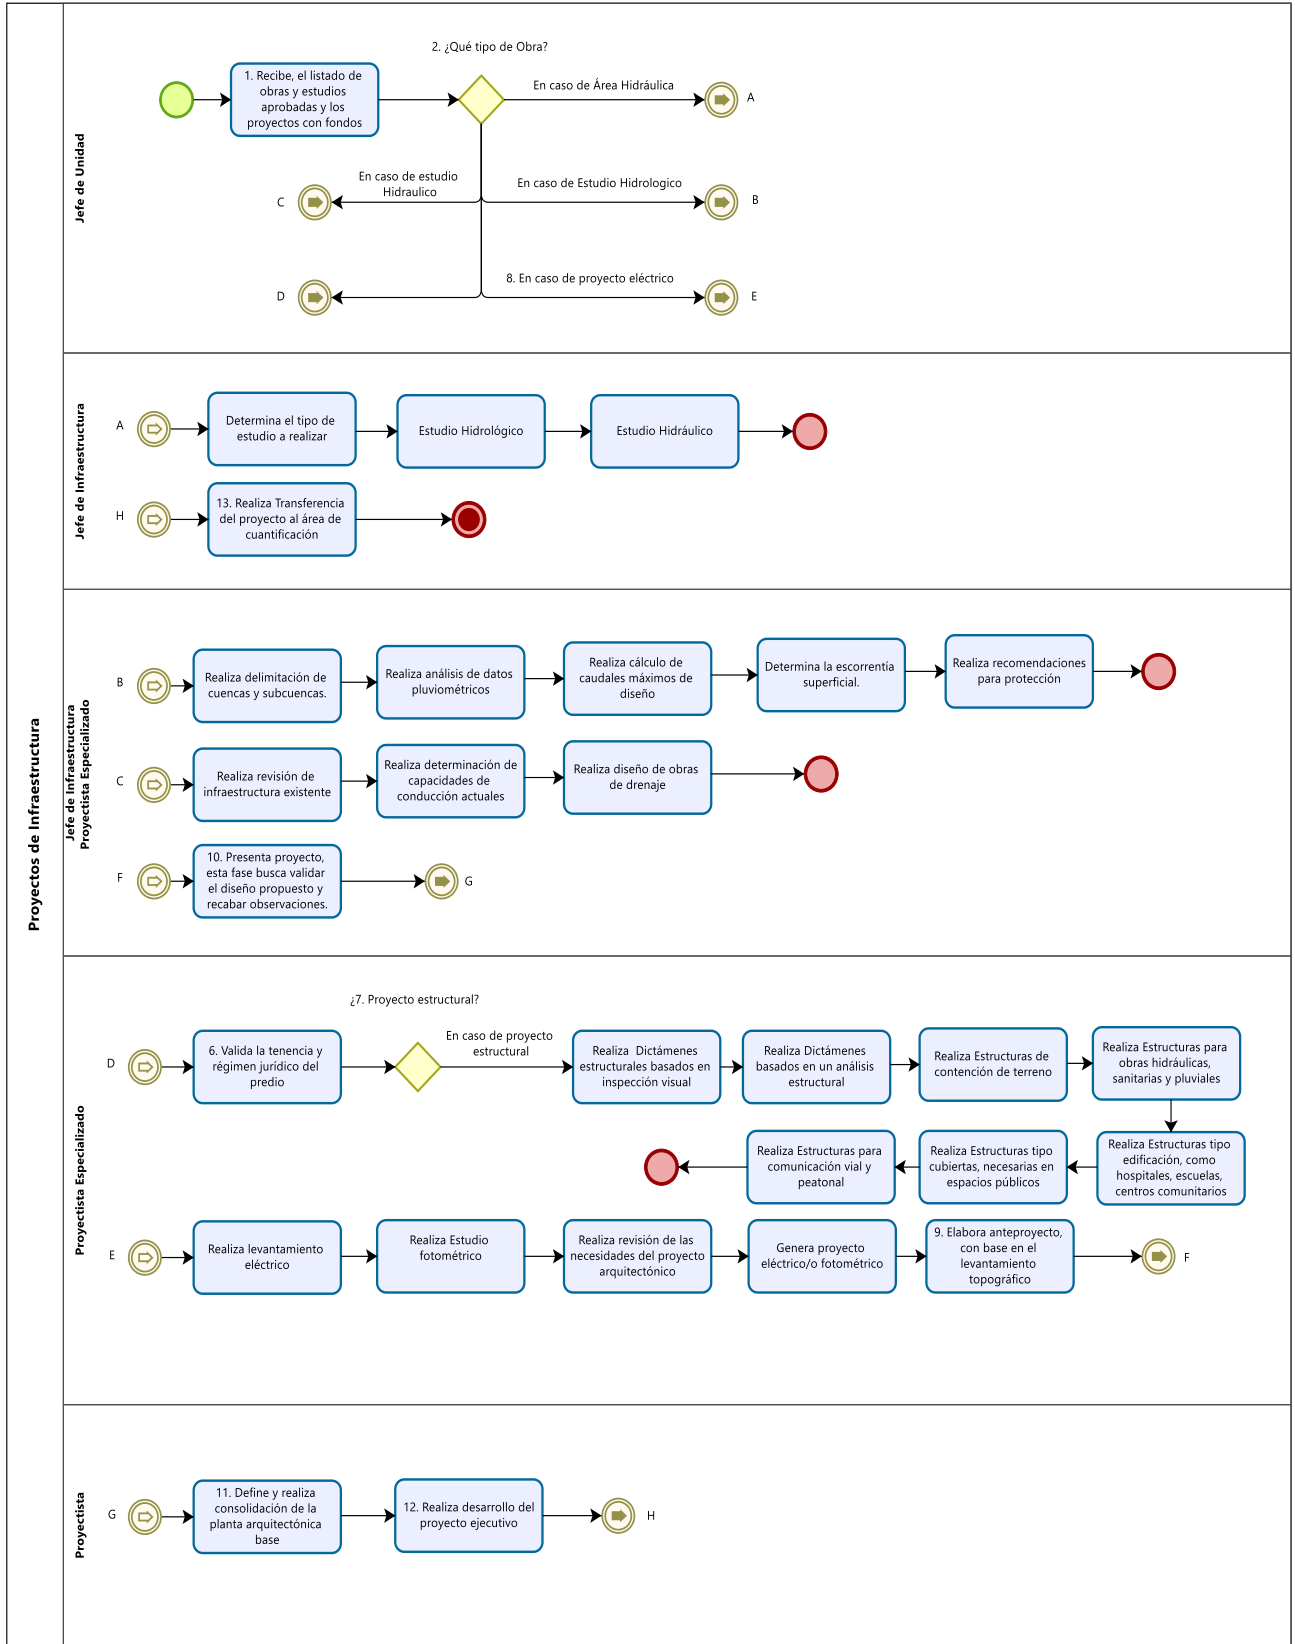 Proyectos de Infraestructura
Jefe de Unidad
2. ¿Qué tipo de Obra?
1. Recibe, el listado de
obras y estudios
aprobadas y los
proyectos con fondos
En caso de Área Hidráulica
A
En caso de estudio
Hidraulico
C
En caso de Estudio Hidrologico
B
D
8. En caso de proyecto eléctrico
E
Jefe de Infraestructura
A
Determina el tipo de
estudio a realizar
Estudio Hidrológico
Estudio Hidráulico
H
13. Realiza Transferencia
del proyecto al área de
cuantificación
Jefe de Infraestructura
Proyectista Especializado
B
Realiza delimitación de
cuencas y subcuencas.
Realiza análisis de datos
pluviométricos
Realiza cálculo de
caudales máximos de
diseño
Determina la escorrentía
superficial.
Realiza recomendaciones
para protección
C
Realiza revisión de
infraestructura existente
Realiza determinación de
capacidades de
conducción actuales
Realiza diseño de obras
de drenaje
F
10. Presenta proyecto,
esta fase busca validar
el diseño propuesto y
recabar observaciones.
G
Proyectista Especializado
¿7. Proyecto estructural?
D
6. Valida la tenencia y
régimen jurídico del
predio
En caso de proyecto
estructural
Realiza Dictámenes
estructurales basados en
inspección visual
Realiza Dictámenes
basados en un análisis
estructural
Realiza Estructuras de
contención de terreno
Realiza Estructuras para
obras hidráulicas,
sanitarias y pluviales
Realiza Estructuras tipo
edificación, como
hospitales, escuelas,
centros comunitarios
Realiza Estructuras tipo
cubiertas, necesarias en
espacios públicos
Realiza Estructuras para
comunicación vial y
peatonal
E
Realiza levantamiento
eléctrico
Realiza Estudio
fotométrico
Realiza revisión de las
necesidades del proyecto
arquitectónico
Genera proyecto
eléctrico/o fotométrico
9. Elabora anteproyecto,
con base en el
levantamiento
topográfico
F
Proyectista
G
11. Define y realiza
consolidación de la
planta arquitectónica
base
12. Realiza desarrollo del
proyecto ejecutivo
H